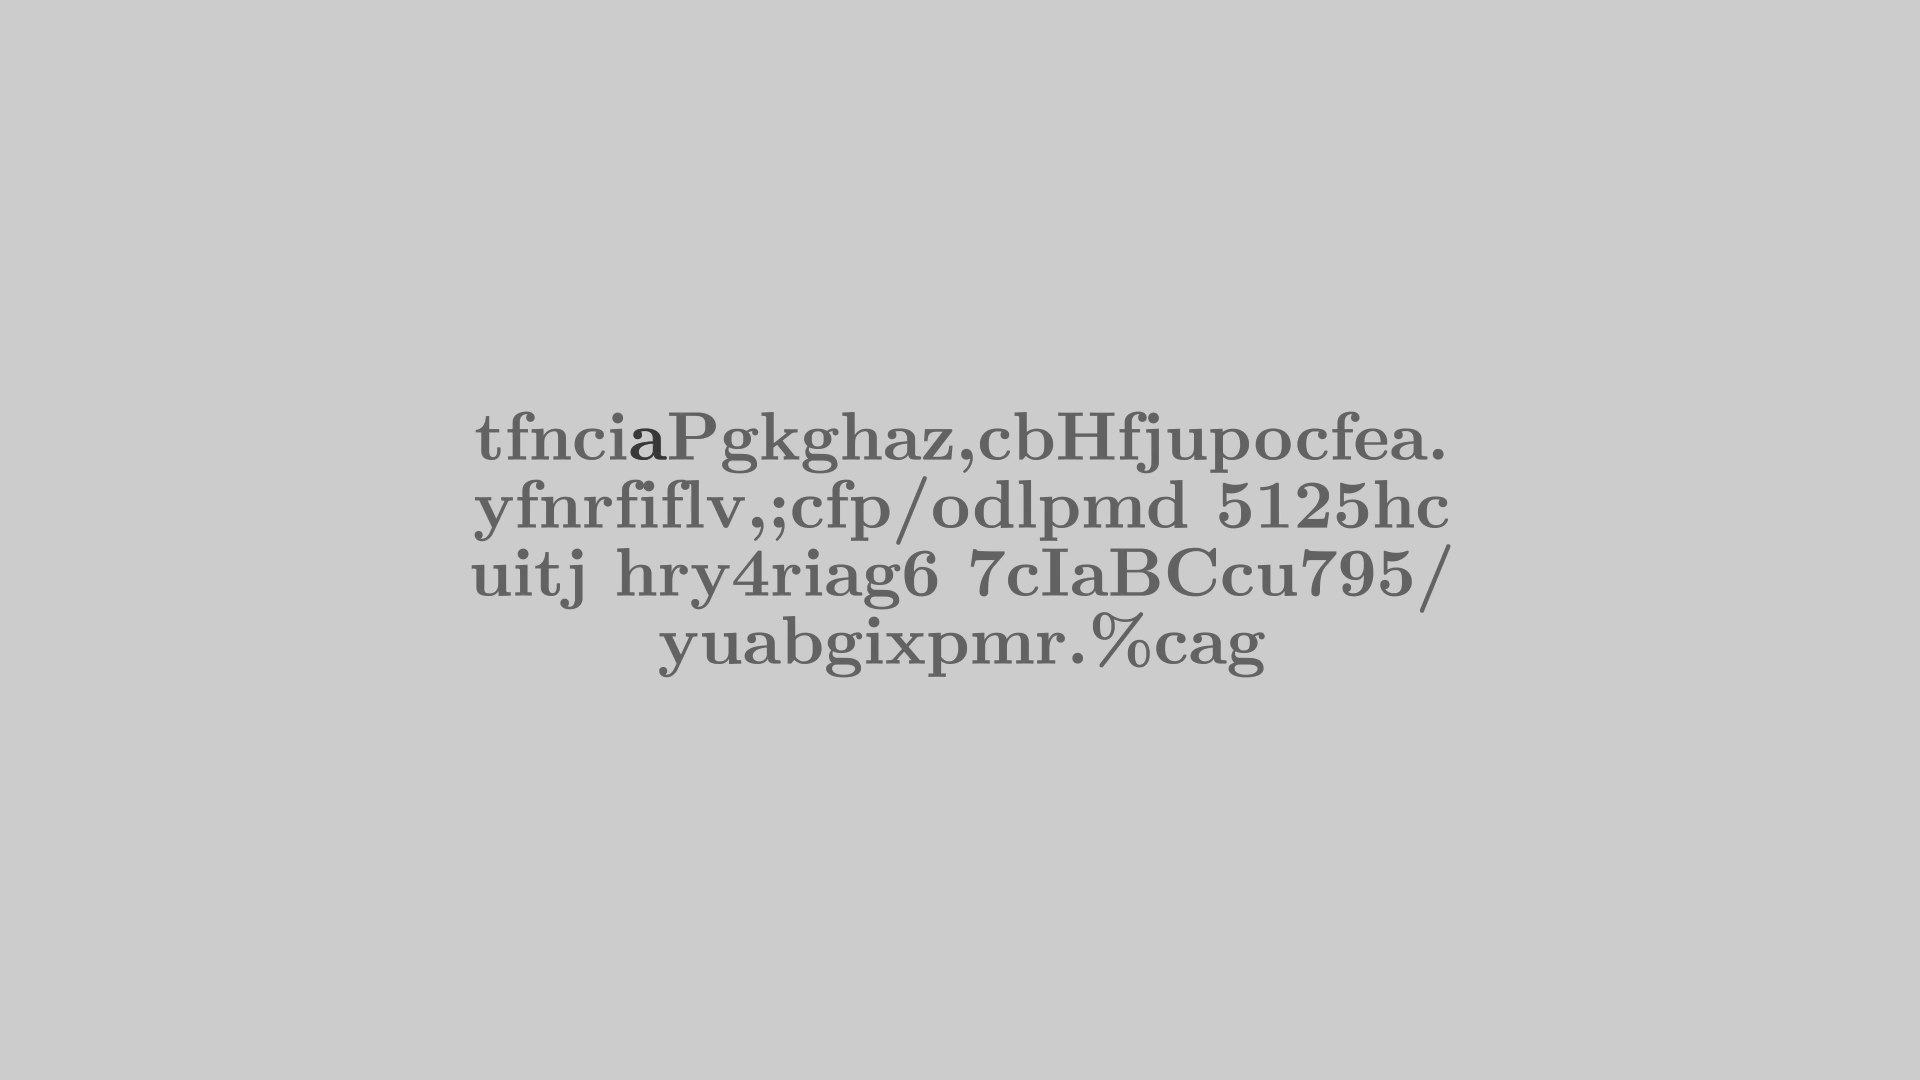 tfnciaPgkghaz,cbHfjupocfea.
yfnrfiflv,;cfp/odlpmd 5125hc
uitj hry4riag6 7cIaBCcu795/
yuabgixpmr.%cag